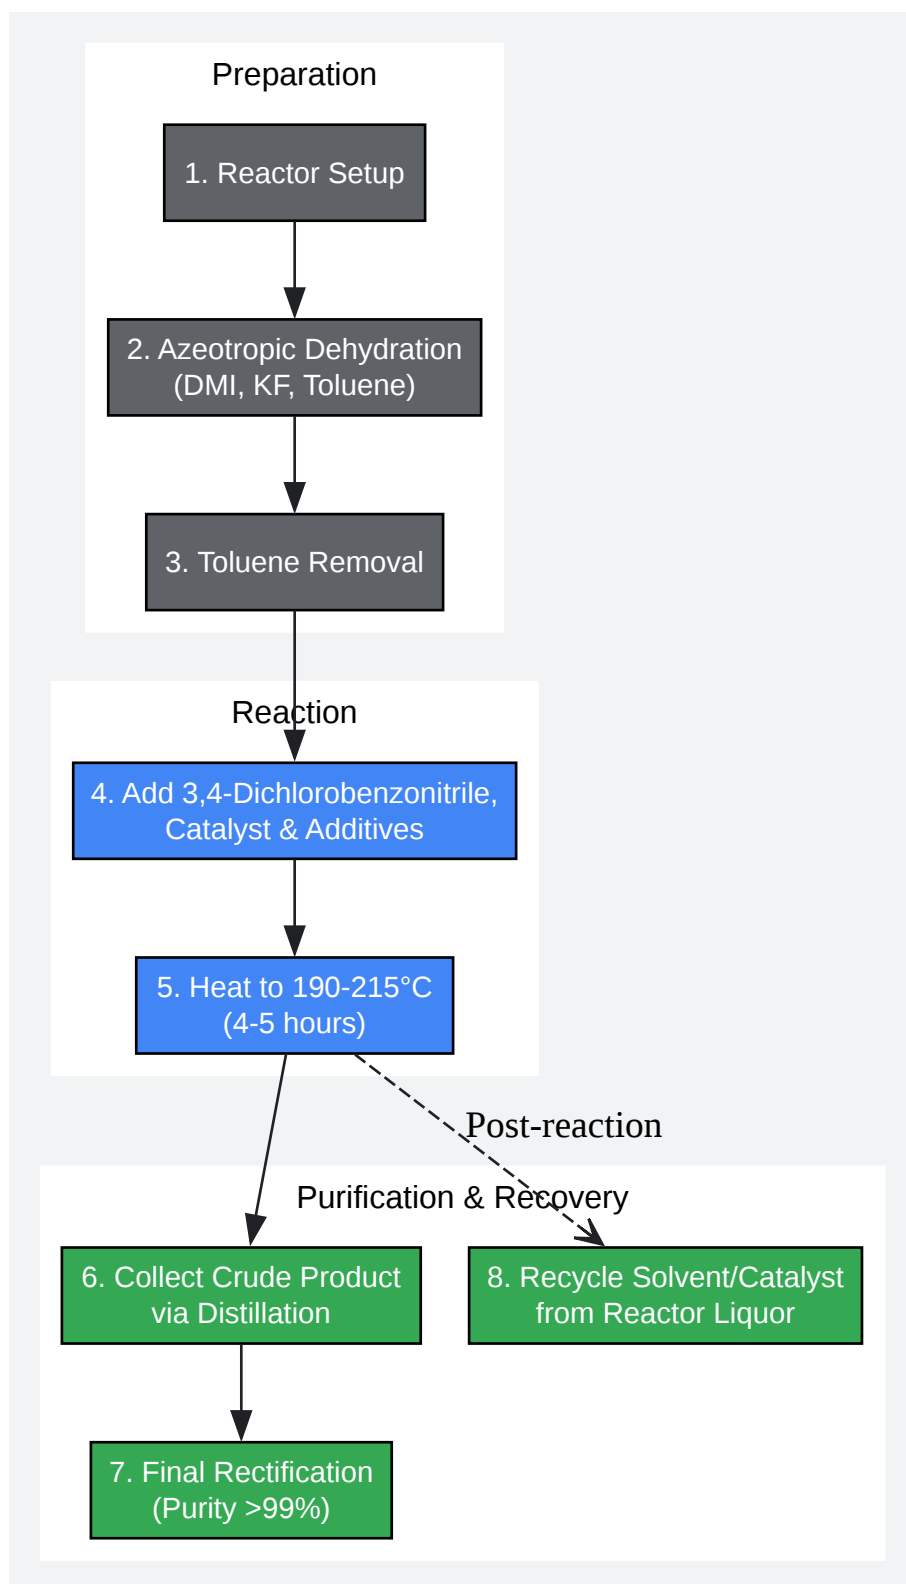 Preparation
1. Reactor Setup
2. Azeotropic Dehydration
(DMI, KF, Toluene)
3. Toluene Removal
Reaction
4. Add 3,4-Dichlorobenzonitrile,
Catalyst & Additives
5. Heat to 190-215°C
(4-5 hours)
Post-reaction
Purification & Recovery
6. Collect Crude Product
via Distillation
8. Recycle Solvent/Catalyst
from Reactor Liquor
7. Final Rectification
(Purity >99%)